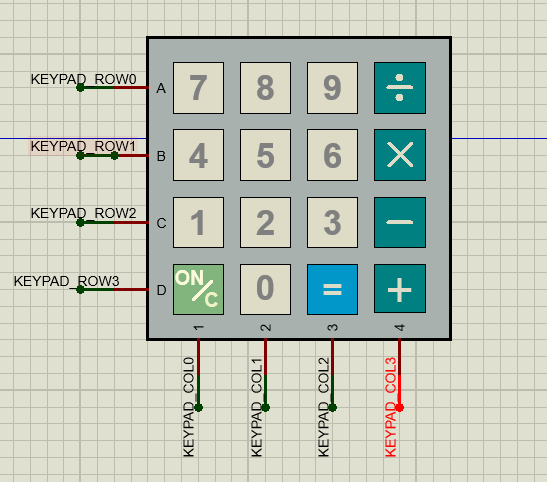 KEYPAD_ROW0
A 7 8 9 ÷
KEYPAD_ROW1
B 4 5 6 ×
KEYPAD_ROW2
C 1 2 3 −
KEYPAD_ROW3
D ON/C 0 = +
1 2 3 4
KEYPAD_COL0
KEYPAD_COL1
KEYPAD_COL2
KEYPAD_COL3